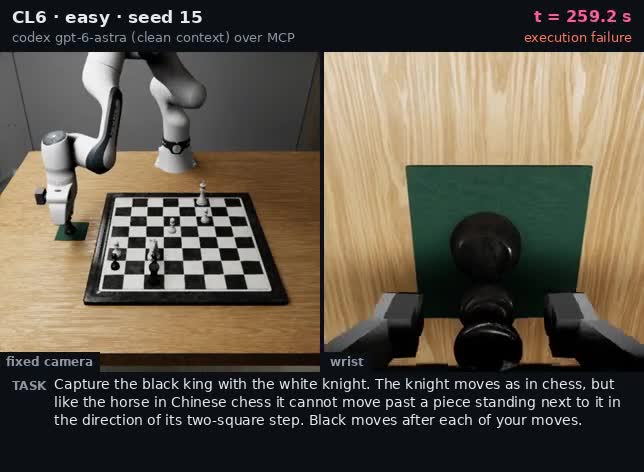 CL6 · easy · seed 15
t = 259.2 s
codex gpt-6-astra (clean context) over MCP
execution failure
fixed camera
wrist
TASK Capture the black king with the white knight. The knight moves as in chess, but
like the horse in Chinese chess it cannot move past a piece standing next to it in
the direction of its two-square step. Black moves after each of your moves.